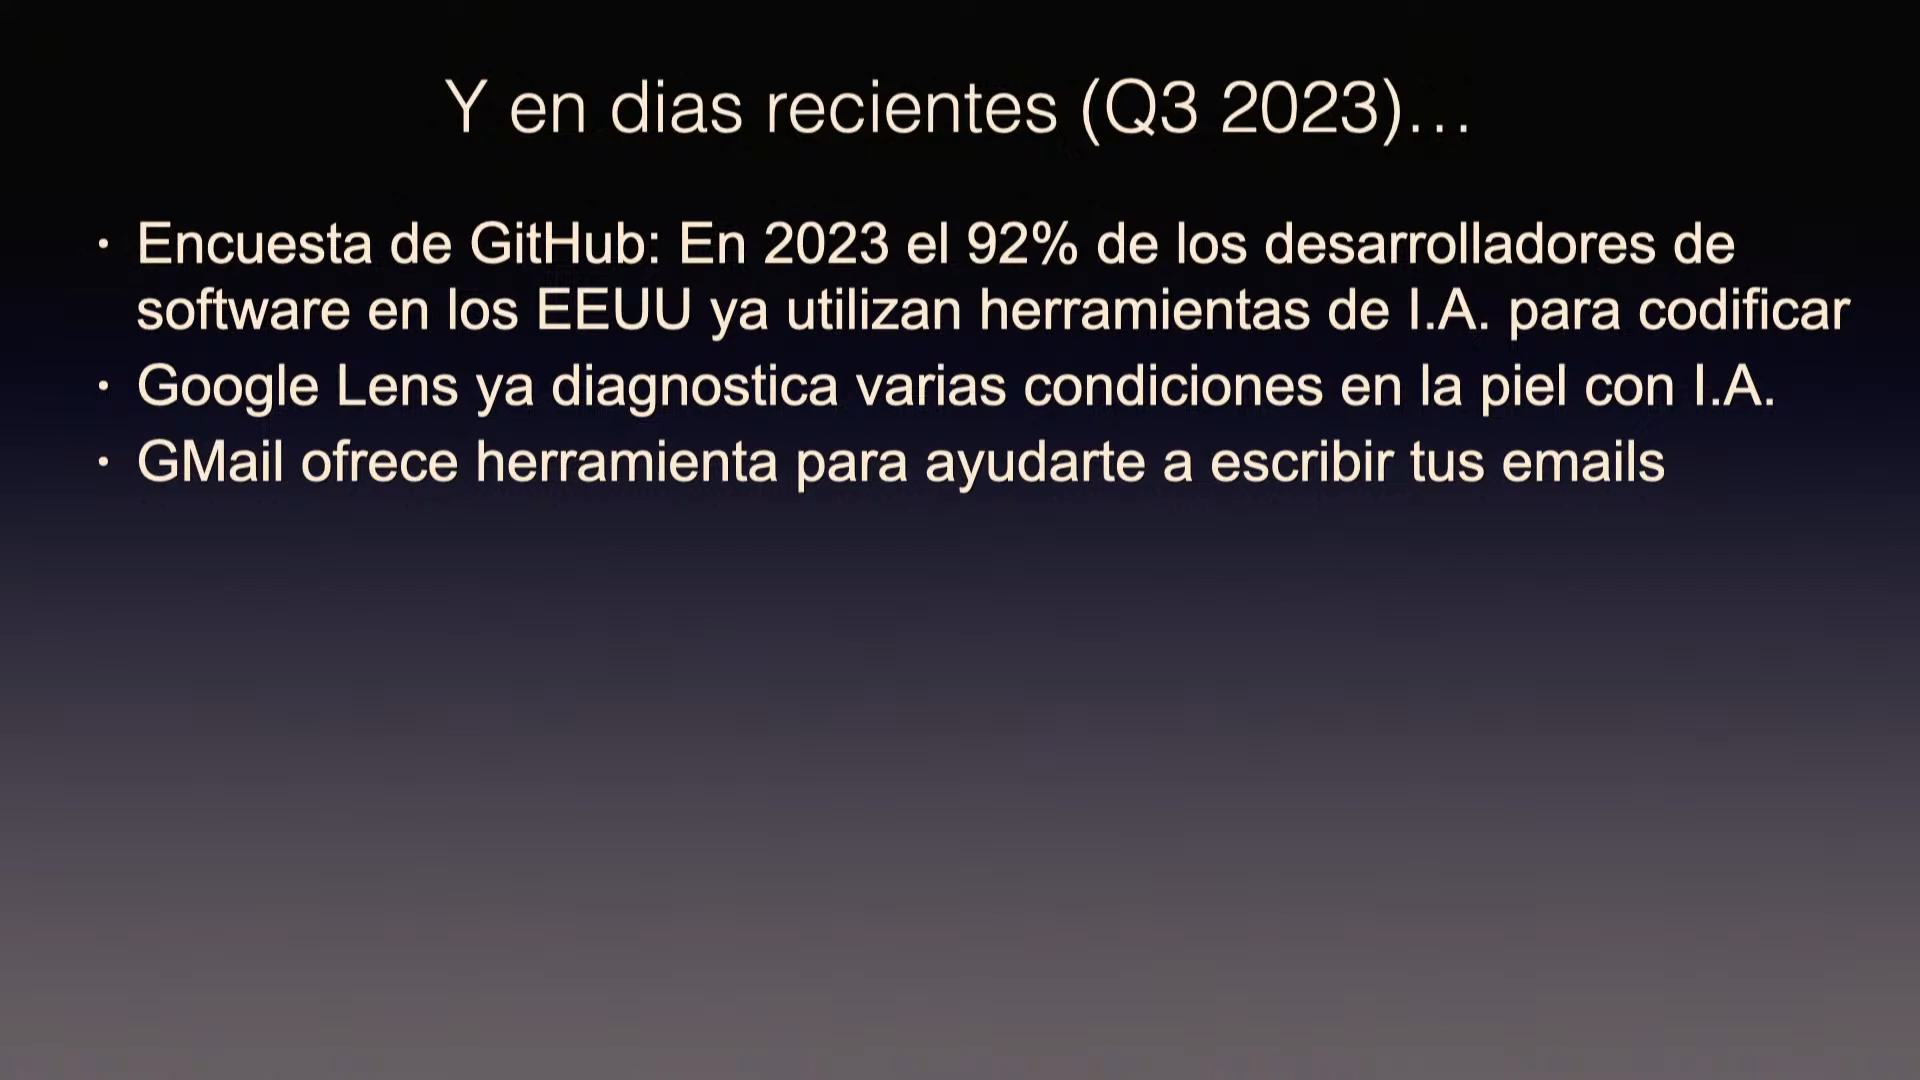 Y en dias recientes (Q3 2023)…
• Encuesta de GitHub: En 2023 el 92% de los desarrolladores de
software en los EEUU ya utilizan herramientas de I.A. para codificar
• Google Lens ya diagnostica varias condiciones en la piel con I.A.
• GMail ofrece herramienta para ayudarte a escribir tus emails